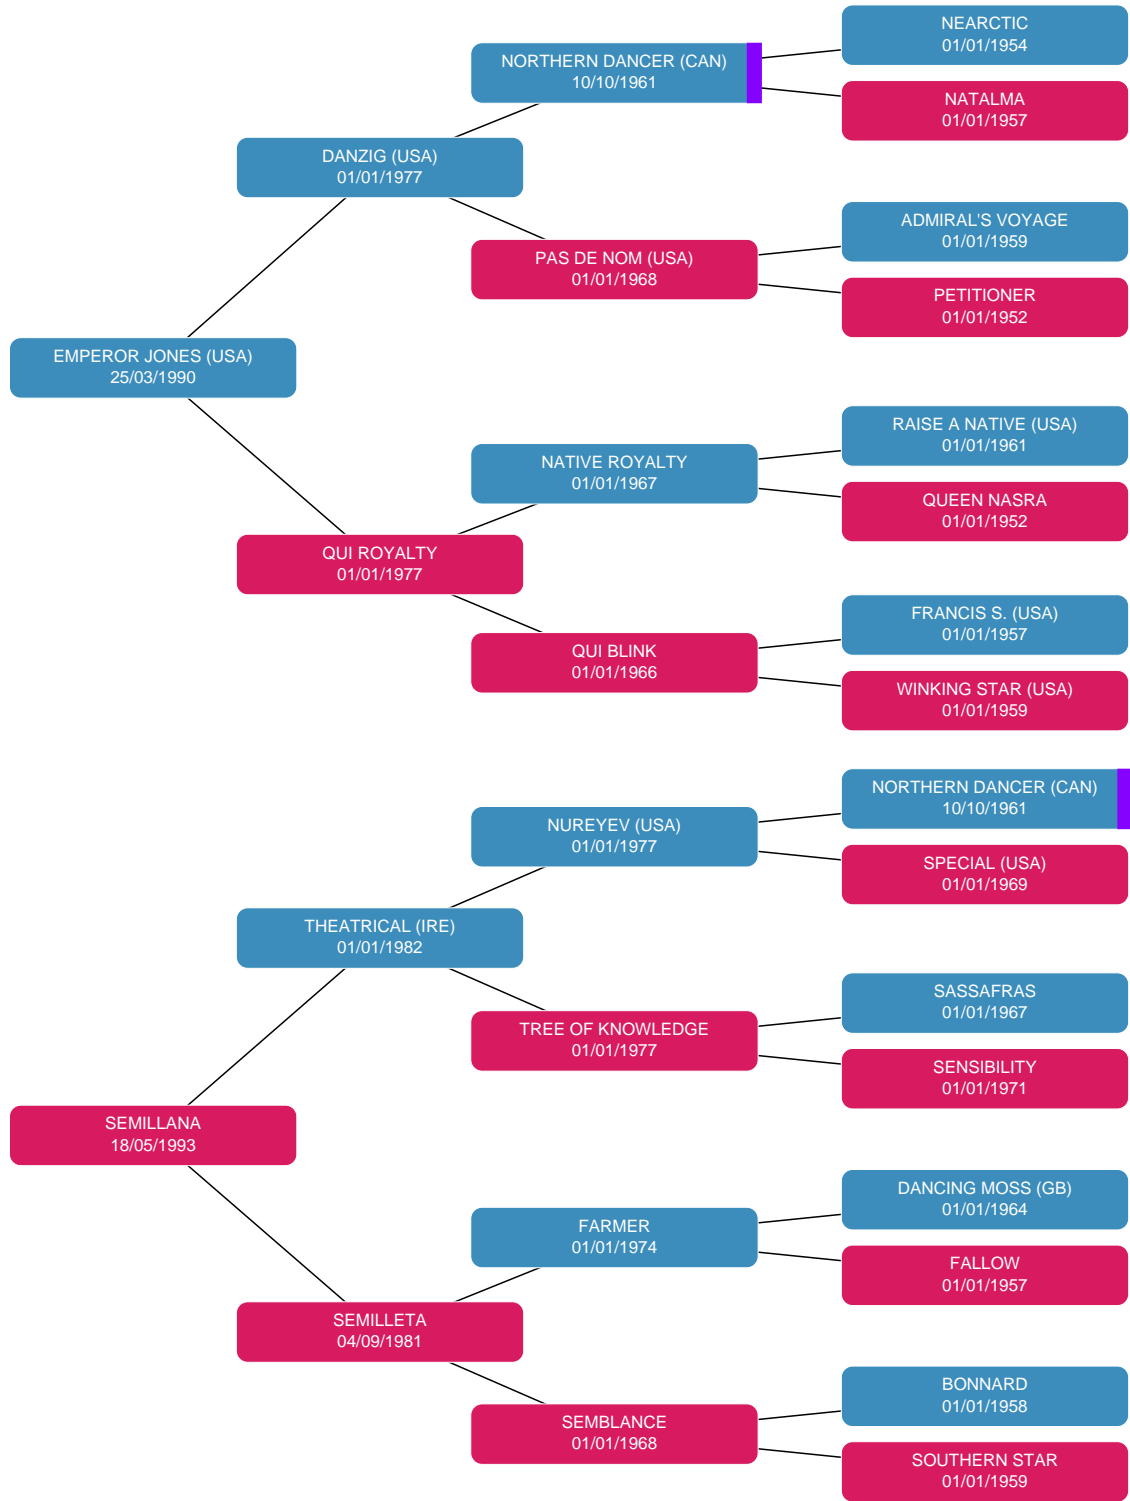 NEARCTIC
01/01/1954
NORTHERN DANCER (CAN)
10/10/1961
NATALMA
01/01/1957
DANZIG (USA)
01/01/1977
ADMIRAL'S VOYAGE
01/01/1959
PAS DE NOM (USA)
01/01/1968
PETITIONER
01/01/1952
EMPEROR JONES (USA)
25/03/1990
RAISE A NATIVE (USA)
01/01/1961
NATIVE ROYALTY
01/01/1967
QUEEN NASRA
01/01/1952
QUI ROYALTY
01/01/1977
FRANCIS S. (USA)
01/01/1957
QUI BLINK
01/01/1966
WINKING STAR (USA)
01/01/1959
NORTHERN DANCER (CAN)
10/10/1961
NUREYEV (USA)
01/01/1977
SPECIAL (USA)
01/01/1969
THEATRICAL (IRE)
01/01/1982
SASSAFRAS
01/01/1967
TREE OF KNOWLEDGE
01/01/1977
SENSIBILITY
01/01/1971
SEMILLANA
18/05/1993
DANCING MOSS (GB)
01/01/1964
FARMER
01/01/1974
FALLOW
01/01/1957
SEMILLETA
04/09/1981
BONNARD
01/01/1958
SEMBLANCE
01/01/1968
SOUTHERN STAR
01/01/1959